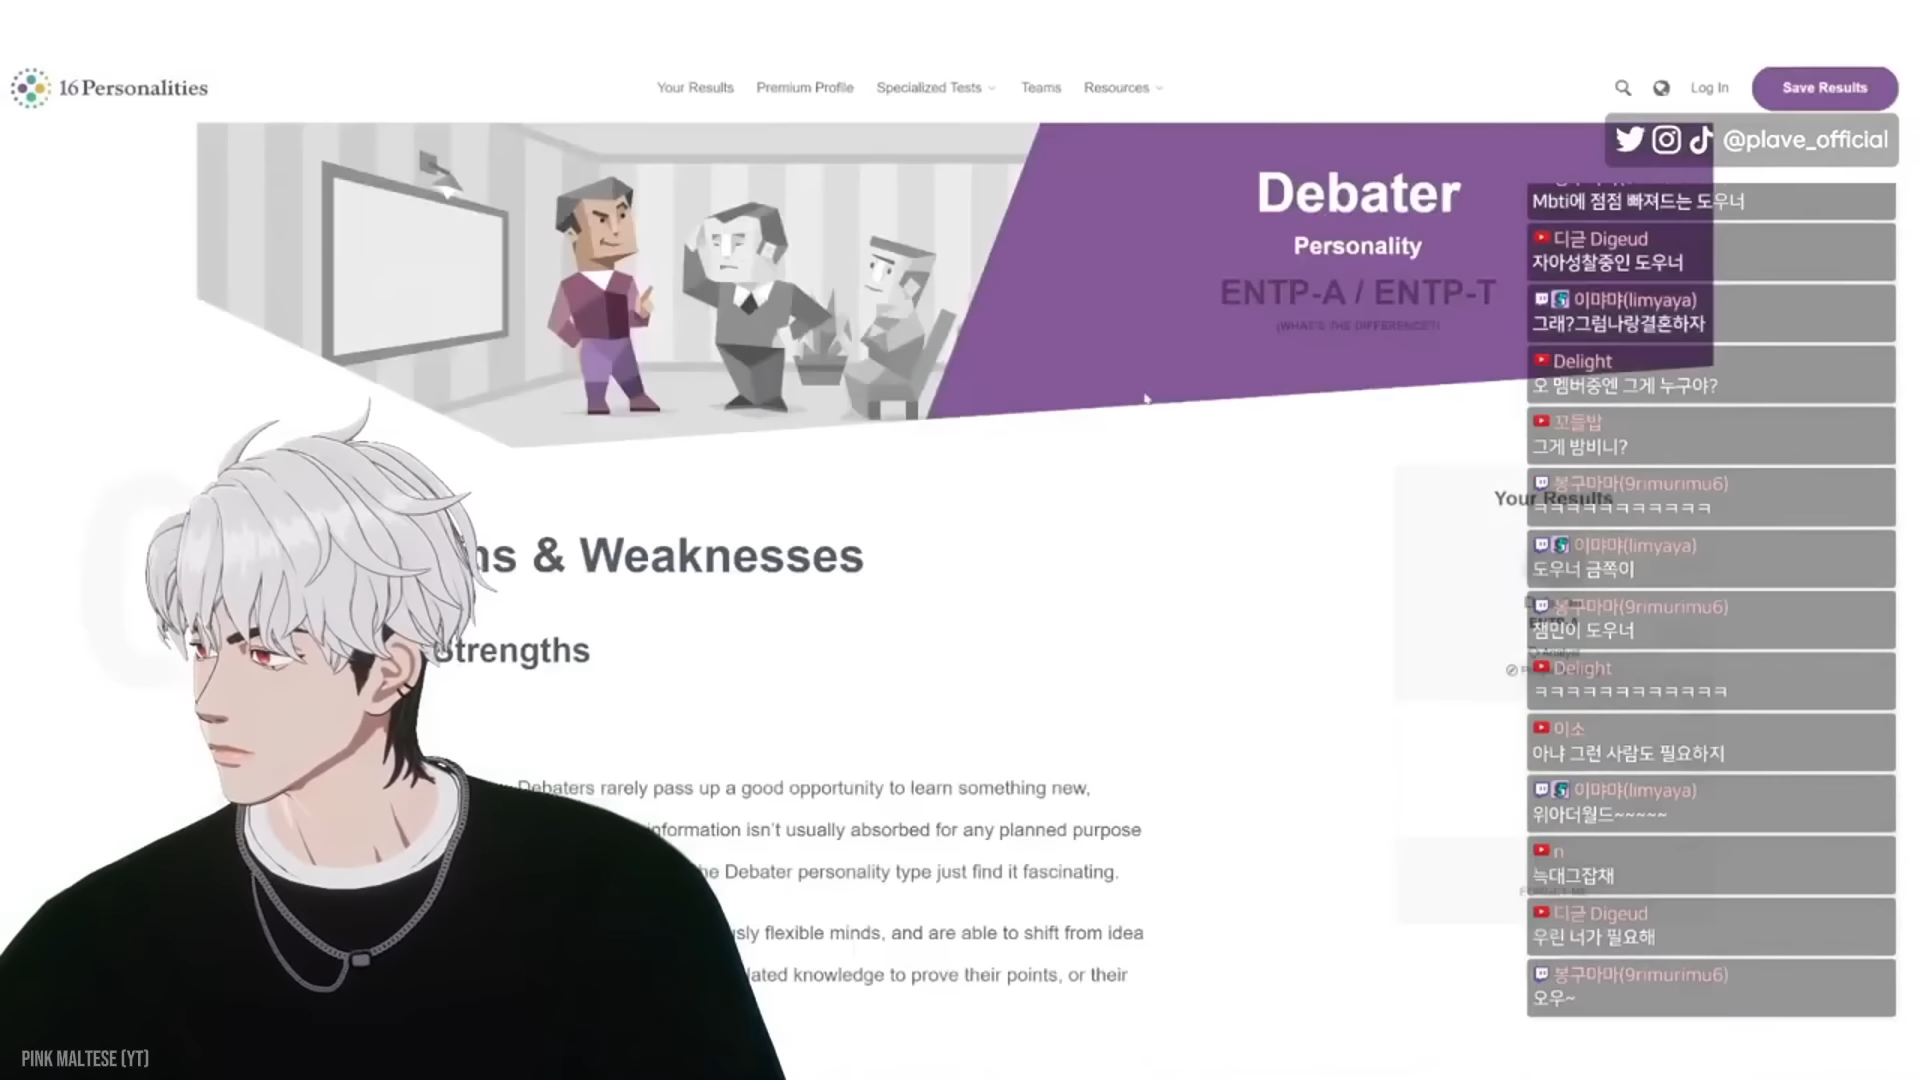 16Personalities
Your Results Premium Profile Specialized Tests Teams Resources
Log In Save Results
@plave_official
Debater
Personality
ENTP-A / ENTP-T
(WHAT'S THE DIFFERENCE?)
ns & Weaknesses
Strengths
Debaters rarely pass up a good opportunity to learn something new,
information isn't usually absorbed for any planned purpose
he Debater personality type just find it fascinating.
sly flexible minds, and are able to shift from idea
lated knowledge to prove their points, or their
Your Results
Mbti에 점점 빠져드는 도우너
디귿 Digeud
자아성찰중인 도우너
이먀먀(limyaya)
그래?그럼나랑결혼하자
Delight
오 멤버중엔 그게 누구야?
꼬들밥
그게 밤비니?
봉구마마(9rimurimu6)
ㅋㅋㅋㅋㅋㅋㅋㅋㅋㅋㅋ
이먀먀(limyaya)
도우너 금쪽이
봉구마마(9rimurimu6)
잼민이 도우너
Delight
ㅋㅋㅋㅋㅋㅋㅋㅋㅋㅋㅋㅋ
이소
아냐 그런 사람도 필요하지
이먀먀(limyaya)
위아더월드~~~~~
n
늑대그잡채
디귿 Digeud
우린 너가 필요해
봉구마마(9rimurimu6)
오우~
PINK MALTESE (YT)